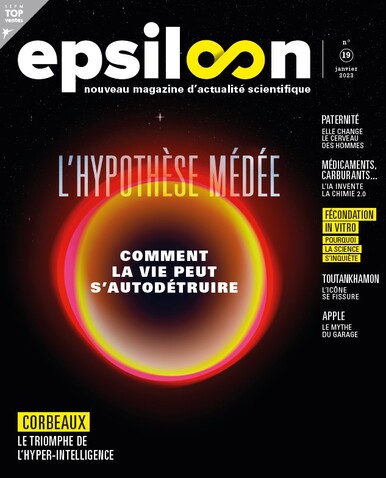 CEPM
TOP
ventes
epsiloon
nouveau magazine d'actualité scientifique
n°
19
janvier
2023
L'HYPOTHÈSE MÉDÉE
COMMENT
LA VIE PEUT
S'AUTODÉTRUIRE
PATERNITÉ
ELLE CHANGE
LE CERVEAU
DES HOMMES
MÉDICAMENTS,
CARBURANTS...
L'IA INVENTE
LA CHIMIE 2.0
FÉCONDATION
IN VITRO
POURQUOI
LA SCIENCE
S'INQUIÈTE
TOUTANKHAMON
L'ICÔNE
SE FISSURE
APPLE
LE MYTHE
DU GARAGE
CORBEAUX
LE TRIOMPHE DE
L'HYPER-INTELLIGENCE